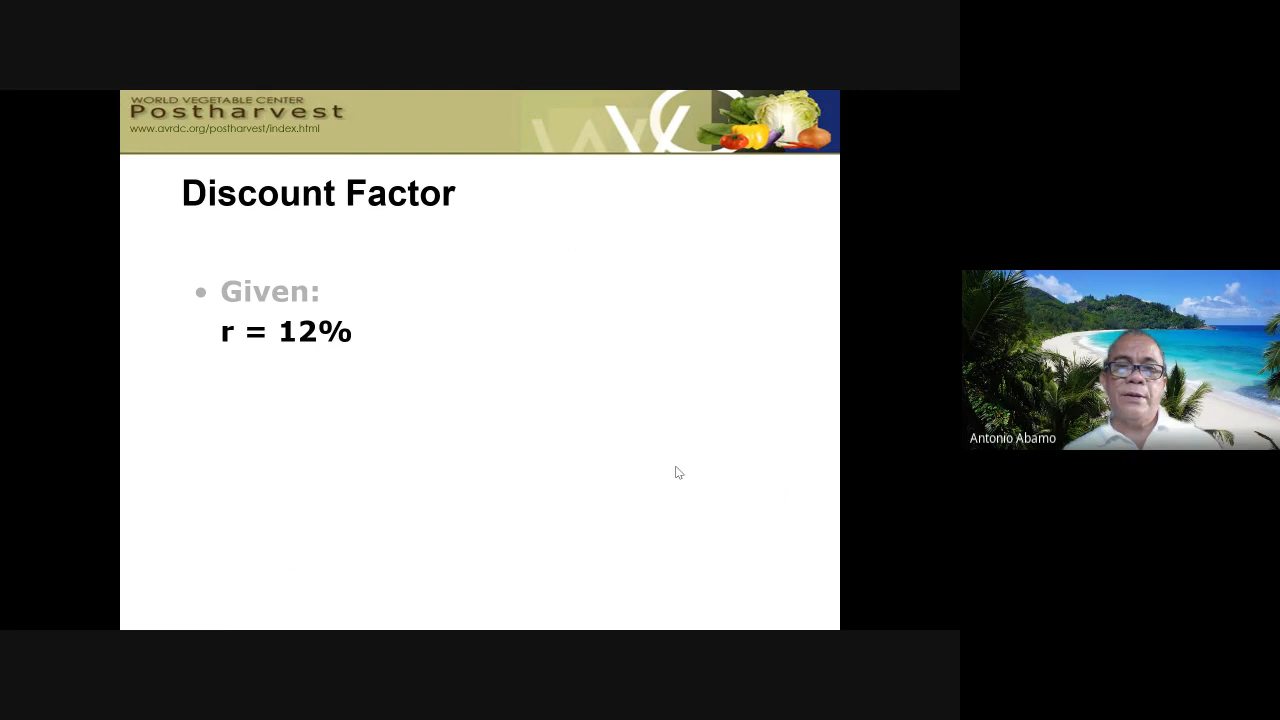 WORLD VEGETABLE CENTER
Postharvest
www.avrdc.org/postharvest/index.html
Discount Factor
• Given:
r = 12%
Antonio Abamo